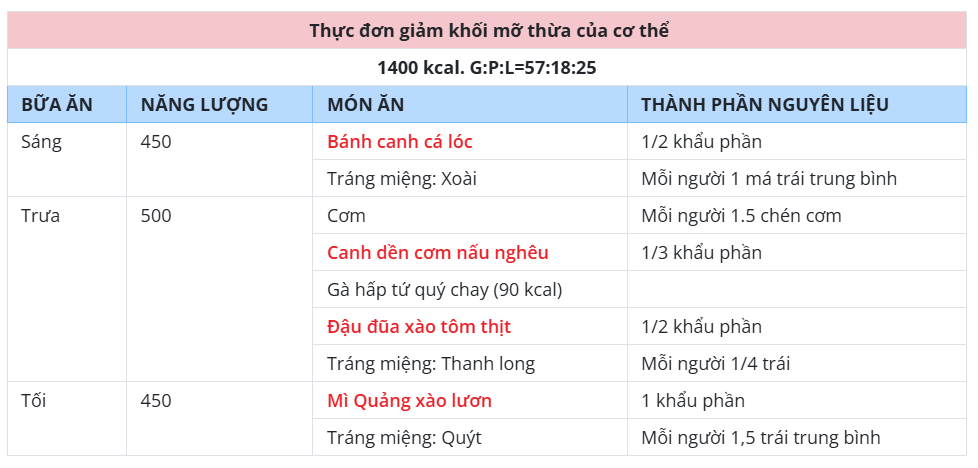 Thực đơn giảm khối mỡ thừa của cơ thể
1400 kcal. G:P:L=57:18:25
BỮA ĂN NĂNG LƯỢNG MÓN ĂN THÀNH PHẦN NGUYÊN LIỆU
Sáng 450 Bánh canh cá lóc 1/2 khẩu phần
Tráng miệng: Xoài Mỗi người 1 má trái trung bình
Trưa 500 Cơm Mỗi người 1.5 chén cơm
Canh dền cơm nấu nghêu 1/3 khẩu phần
Gà hấp tứ quý chay (90 kcal)
Đậu đũa xào tôm thịt 1/2 khẩu phần
Tráng miệng: Thanh long Mỗi người 1/4 trái
Tối 450 Mì Quảng xào lươn 1 khẩu phần
Tráng miệng: Quýt Mỗi người 1,5 trái trung bình